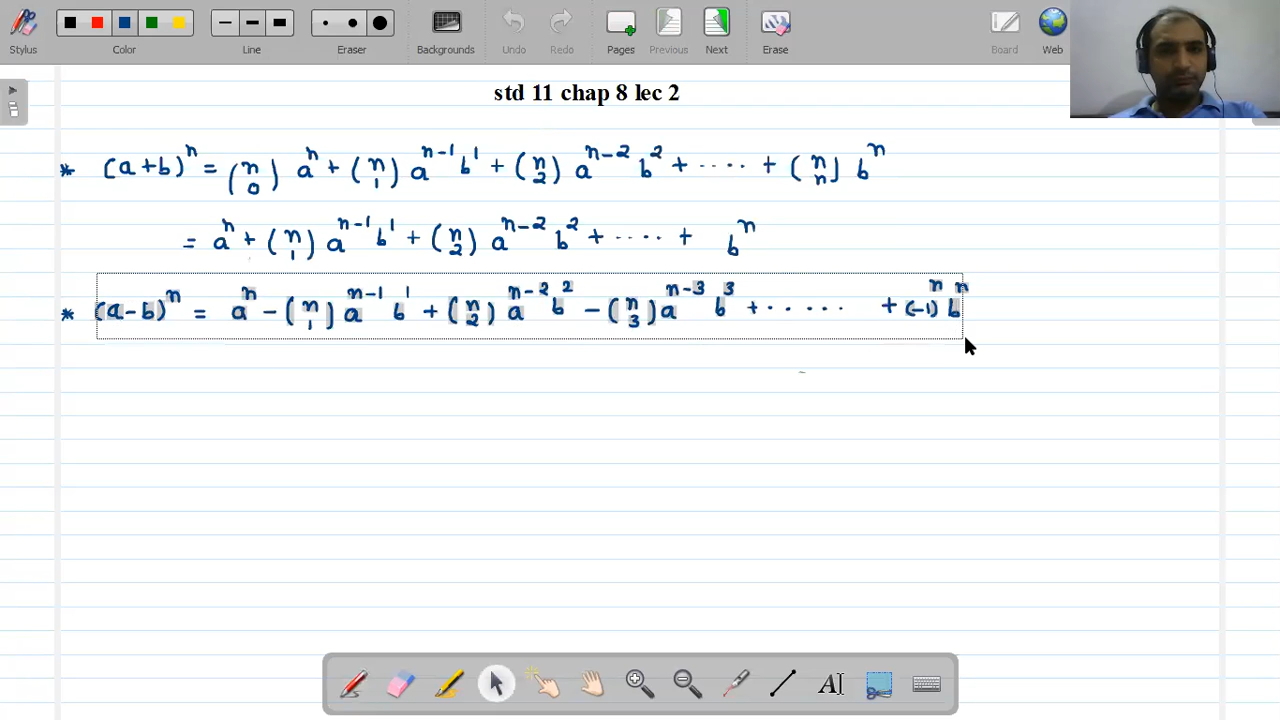 Stylus Color Line Eraser Backgrounds Undo Redo Pages Previous Next Erase Board Web
std 11 chap 8 lec 2
* (a+b)^n = (n 0) a^n + (n 1) a^{n-1} b^1 + (n 2) a^{n-2} b^2 + ····· + (n n) b^n
= a^n + (n 1) a^{n-1} b^1 + (n 2) a^{n-2} b^2 + ····· + b^n
* (a-b)^n = a^n - (n 1) a^{n-1} b^1 + (n 2) a^{n-2} b^2 - (n 3) a^{n-3} b^3 + ······ + (-1)^n b^n